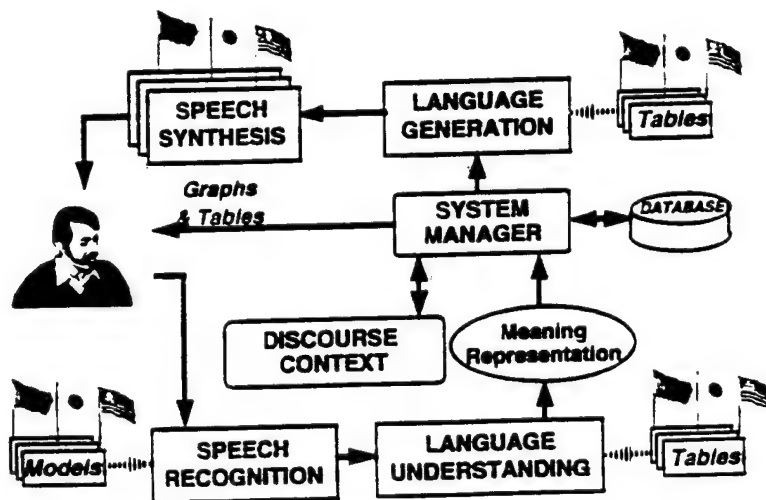 SPEECH
SYNTHESIS
LANGUAGE
GENERATION
Tables
Graphs
& Tables
SYSTEM
MANAGER
DATABASE
DISCOURSE
CONTEXT
Meaning
Representation
Models
SPEECH
RECOGNITION
LANGUAGE
UNDERSTANDING
Tables